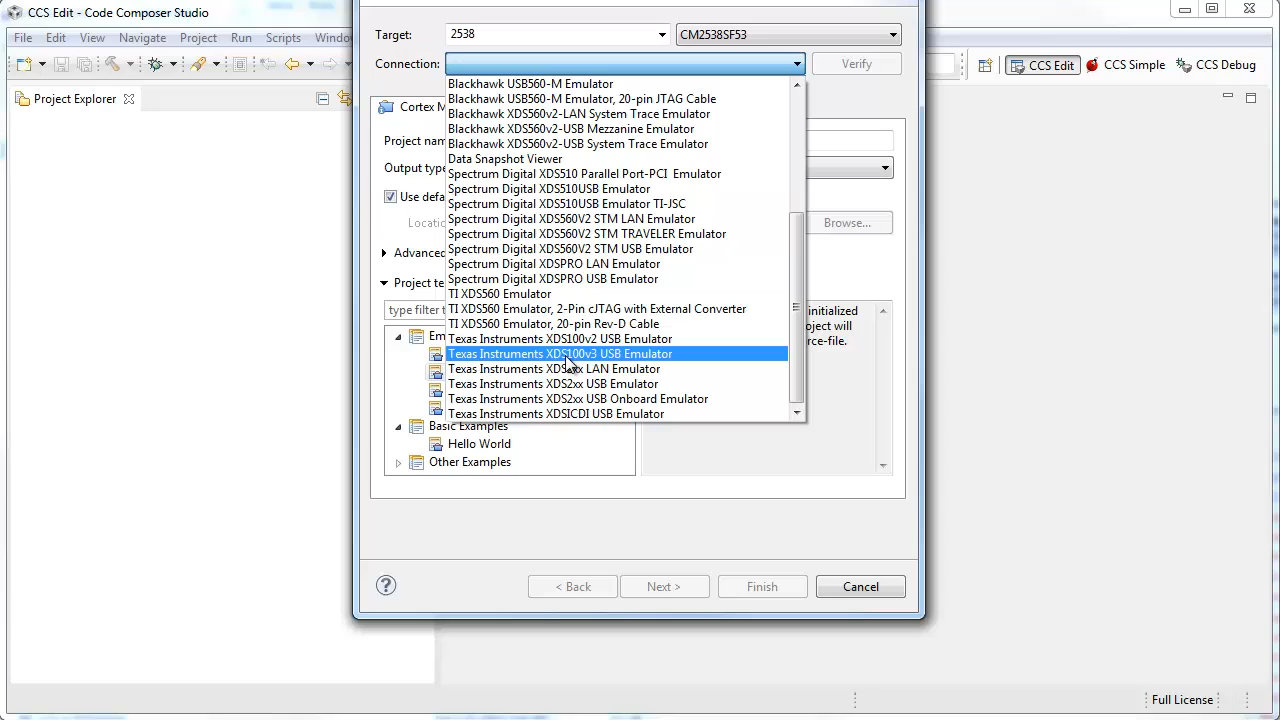 CCS Edit - Code Composer Studio
File Edit View Navigate Project Run Scripts Window
CCS Edit CCS Simple CCS Debug
Project Explorer
Target: 2538 CM2538SF53
Connection: Verify
Blackhawk USB560-M Emulator
Blackhawk USB560-M Emulator, 20-pin JTAG Cable
Blackhawk XDS560v2-LAN System Trace Emulator
Blackhawk XDS560v2-USB Mezzanine Emulator
Blackhawk XDS560v2-USB System Trace Emulator
Data Snapshot Viewer
Spectrum Digital XDS510 Parallel Port-PCI Emulator
Spectrum Digital XDS510USB Emulator
Spectrum Digital XDS510USB Emulator TI-JSC
Spectrum Digital XDS560V2 STM LAN Emulator
Spectrum Digital XDS560V2 STM TRAVELER Emulator
Spectrum Digital XDS560V2 STM USB Emulator
Spectrum Digital XDSPRO LAN Emulator
Spectrum Digital XDSPRO USB Emulator
TI XDS560 Emulator
TI XDS560 Emulator, 2-Pin cJTAG with External Converter
TI XDS560 Emulator, 20-pin Rev-D Cable
Texas Instruments XDS100v2 USB Emulator
Texas Instruments XDS100v3 USB Emulator
Texas Instruments XDS2xx LAN Emulator
Texas Instruments XDS2xx USB Emulator
Texas Instruments XDS2xx USB Onboard Emulator
Texas Instruments XDSICDI USB Emulator
Cortex M
Project nam
Output type
Use defa
Locatio
Browse...
Advanced
Project te
type filter t
initialized
oject will
rce-file.
Em
Basic Examples
Hello World
Other Examples
< Back Next > Finish Cancel
Full License